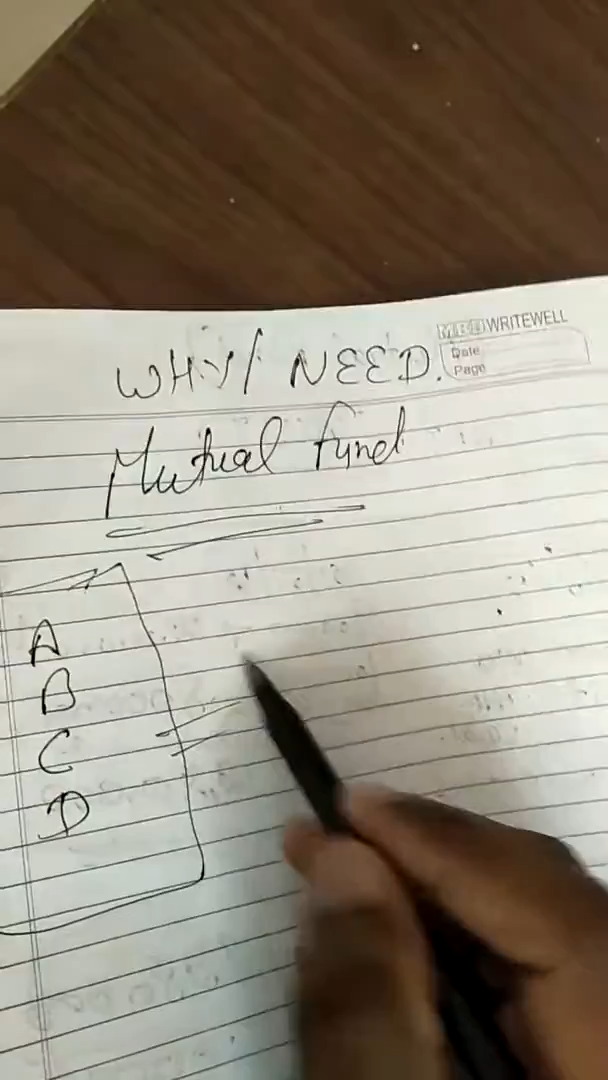 WRITEWELL
Date
Page
WHY/ NEED.
Mutual fund
A
B
C
D